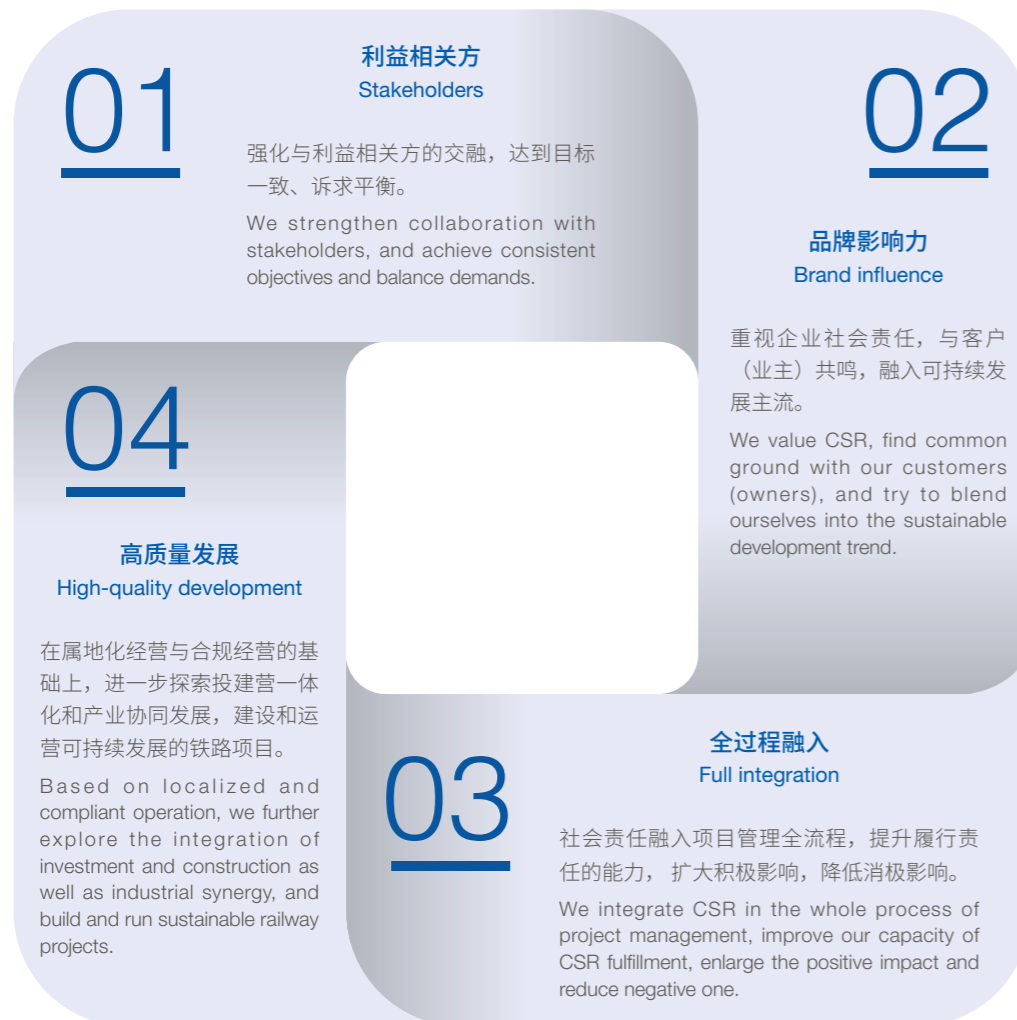 01
利益相关方
Stakeholders
强化与利益相关方的交融，达到目标
一致、诉求平衡。
We strengthen collaboration with
stakeholders, and achieve consistent
objectives and balance demands.
02
品牌影响力
Brand influence
重视企业社会责任，与客户
（业主）共鸣，融入可持续发
展主流。
We value CSR, find common
ground with our customers
(owners), and try to blend
ourselves into the sustainable
development trend.
03
全过程融入
Full integration
社会责任融入项目管理全流程，提升履行责
任的能力， 扩大积极影响，降低消极影响。
We integrate CSR in the whole process of
project management, improve our capacity of
CSR fulfillment, enlarge the positive impact and
reduce negative one.
04
高质量发展
High-quality development
在属地化经营与合规经营的基
础上，进一步探索投建营一体
化和产业协同发展，建设和运
营可持续发展的铁路项目。
Based on localized and
compliant operation, we further
explore the integration of
investment and construction as
well as industrial synergy, and
build and run sustainable railway
projects.